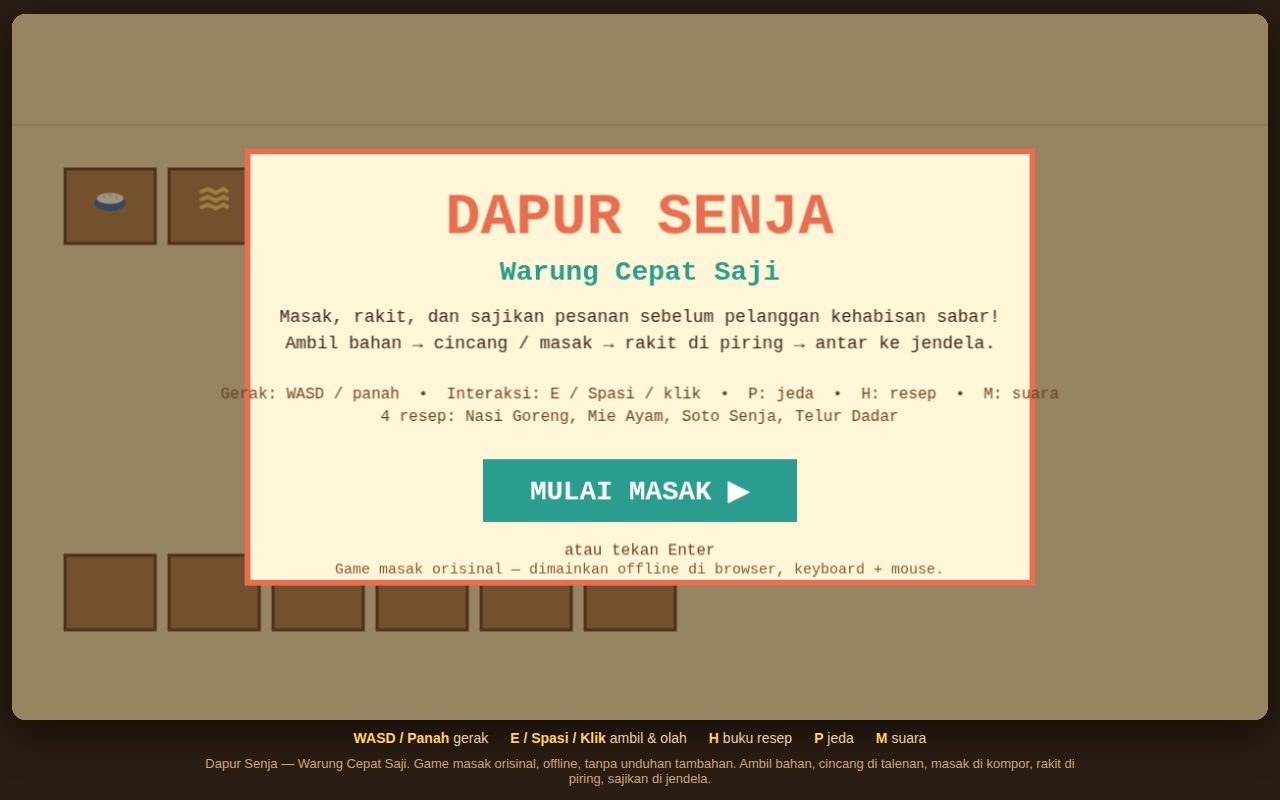 DAPUR SENJA
Warung Cepat Saji
Masak, rakit, dan sajikan pesanan sebelum pelanggan kehabisan sabar!
Ambil bahan → cincang / masak → rakit di piring → antar ke jendela.
Gerak: WASD / panah • Interaksi: E / Spasi / klik • P: jeda • H: resep • M: suara
4 resep: Nasi Goreng, Mie Ayam, Soto Senja, Telur Dadar
MULAI MASAK ▶
atau tekan Enter
Game masak orisinal — dimainkan offline di browser, keyboard + mouse.
WASD / Panah gerak E / Spasi / Klik ambil & olah H buku resep P jeda M suara
Dapur Senja — Warung Cepat Saji. Game masak orisinal, offline, tanpa unduhan tambahan. Ambil bahan, cincang di talenan, masak di kompor, rakit di
piring, sajikan di jendela.